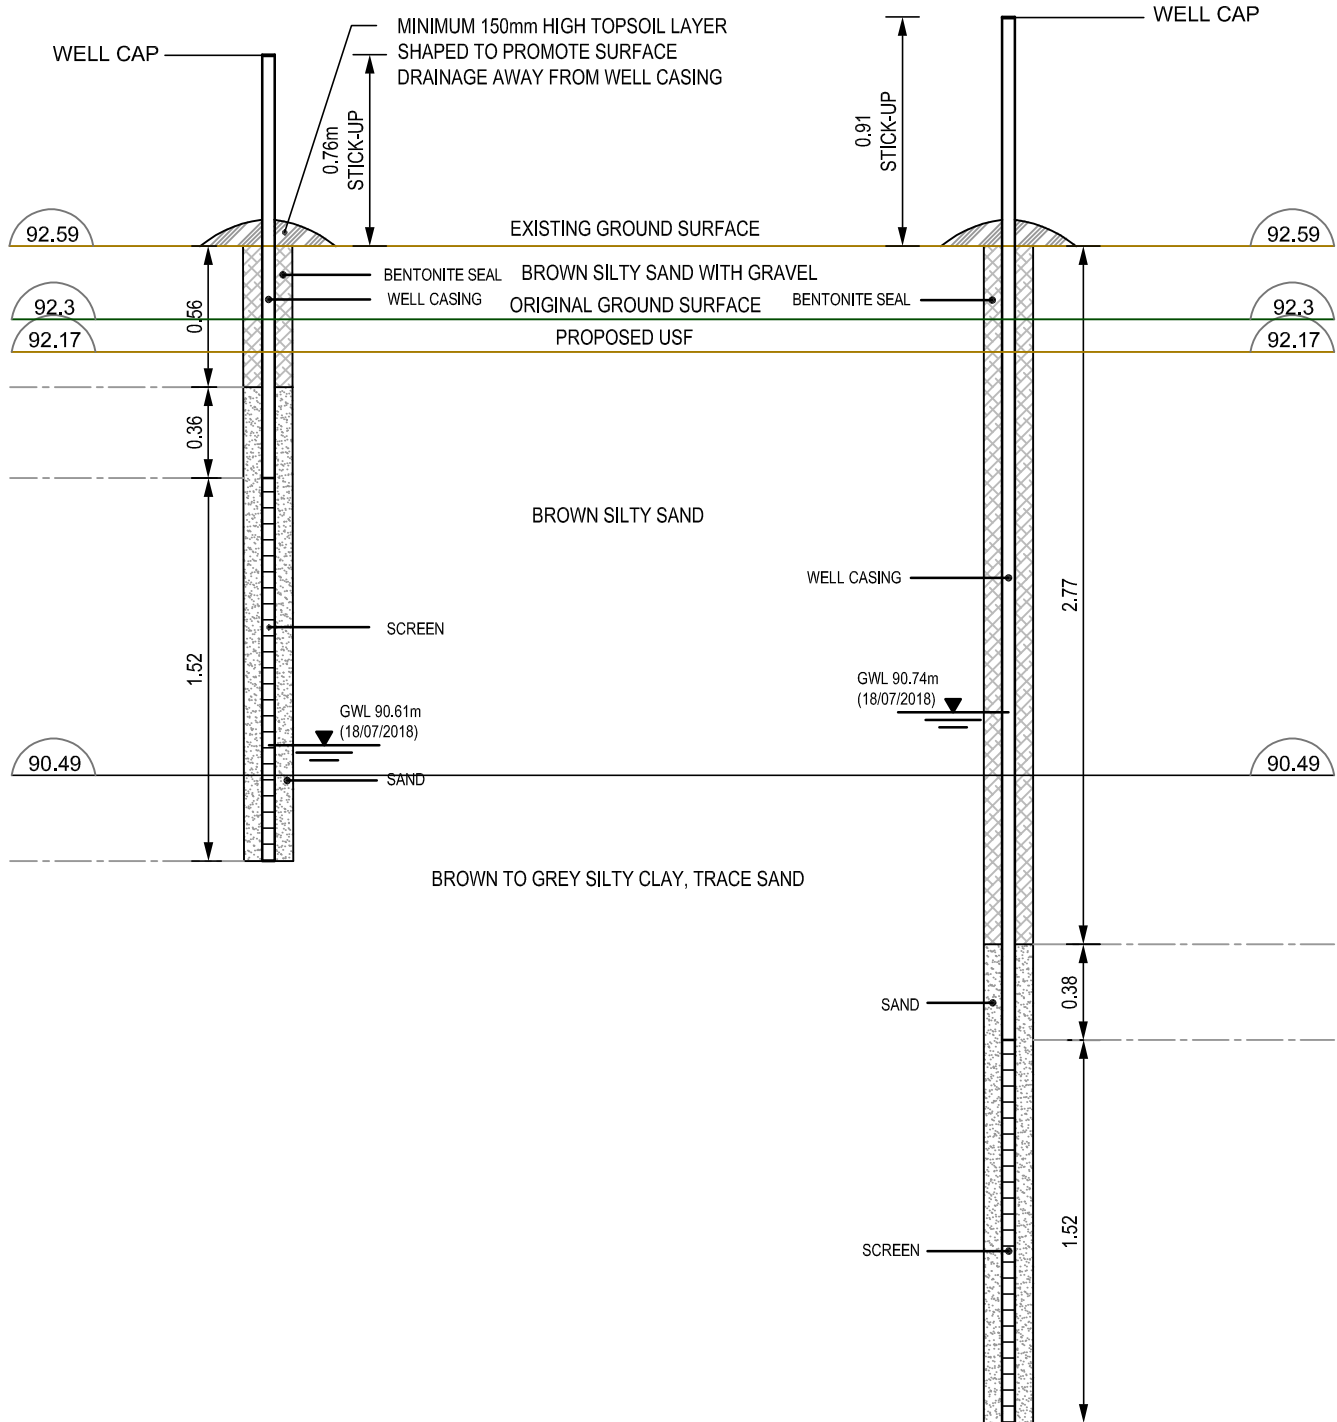 WELL CAP
MINIMUM 150mm HIGH TOPSOIL LAYER
SHAPED TO PROMOTE SURFACE
DRAINAGE AWAY FROM WELL CASING
WELL CAP
0.76m
STICK-UP
0.91
STICK-UP
92.59
EXISTING GROUND SURFACE
92.59
BENTONITE SEAL
BROWN SILTY SAND WITH GRAVEL
WELL CASING
ORIGINAL GROUND SURFACE
BENTONITE SEAL
92.3
0.56
92.3
92.17
PROPOSED USF
92.17
0.36
BROWN SILTY SAND
WELL CASING
2.77
SCREEN
1.52
GWL 90.61m
(18/07/2018)
GWL 90.74m
(18/07/2018)
90.49
SAND
90.49
BROWN TO GREY SILTY CLAY, TRACE SAND
SAND
0.38
SCREEN
1.52